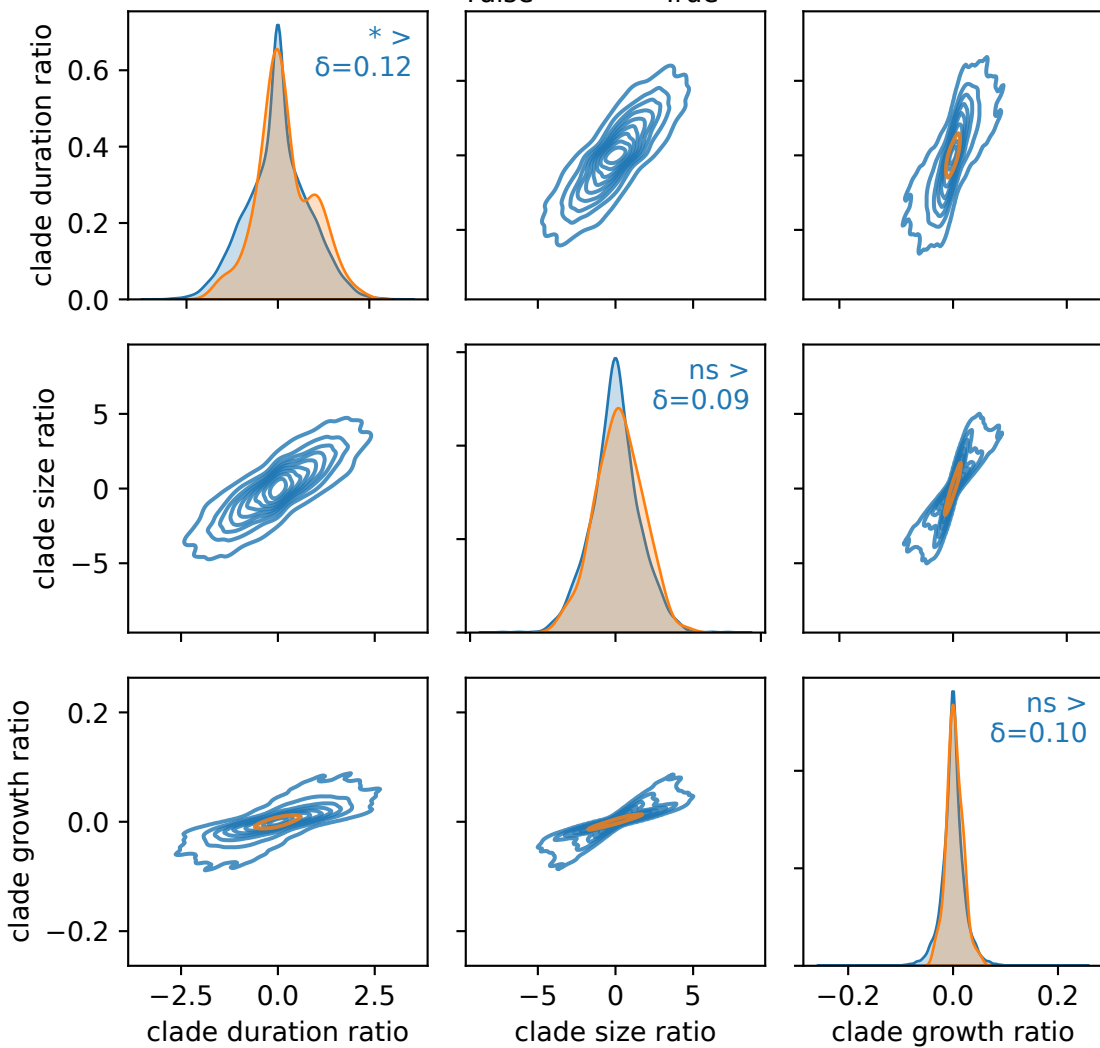 clade duration ratio
0.6
0.4
0.2
0.0
* >
δ=0.12
clade size ratio
5
0
−5
ns >
δ=0.09
clade growth ratio
0.2
0.0
−0.2
ns >
δ=0.10
−2.5 0.0 2.5
clade duration ratio
−5 0 5
clade size ratio
−0.2 0.0 0.2
clade growth ratio